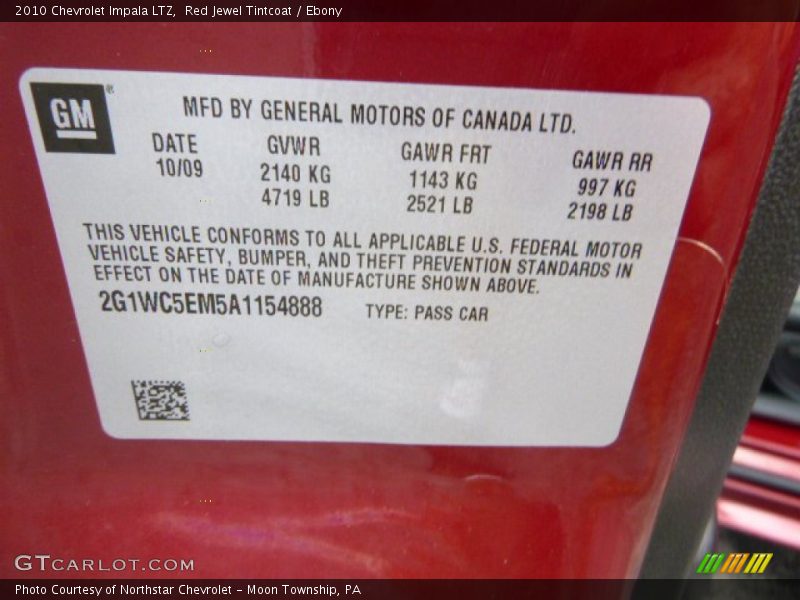 2010 Chevrolet Impala LTZ, Red Jewel Tintcoat / Ebony
GM
MFD BY GENERAL MOTORS OF CANADA LTD.
DATE GVWR GAWR FRT GAWR RR
10/09 2140 KG 1143 KG 997 KG
4719 LB 2521 LB 2198 LB
THIS VEHICLE CONFORMS TO ALL APPLICABLE U.S. FEDERAL MOTOR
VEHICLE SAFETY, BUMPER, AND THEFT PREVENTION STANDARDS IN
EFFECT ON THE DATE OF MANUFACTURE SHOWN ABOVE.
2G1WC5EM5A1154888 TYPE: PASS CAR
GTCARLOT.COM
Photo Courtesy of Northstar Chevrolet - Moon Township, PA